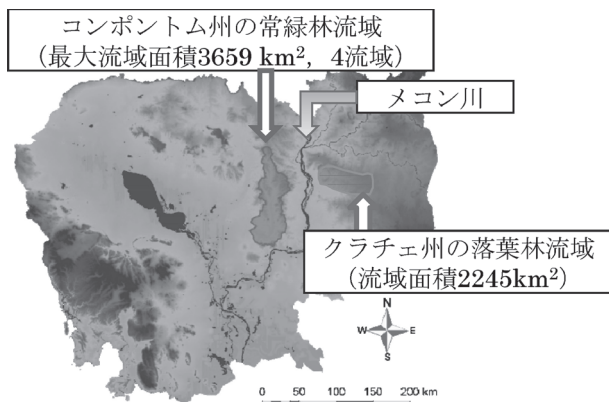 コンポントム州の常緑林流域
（最大流域面積3659 km²，4流域）
メコン川
クラチェ州の落葉林流域
（流域面積2245km²）
N
W E
S
0 50 100 150 200 km